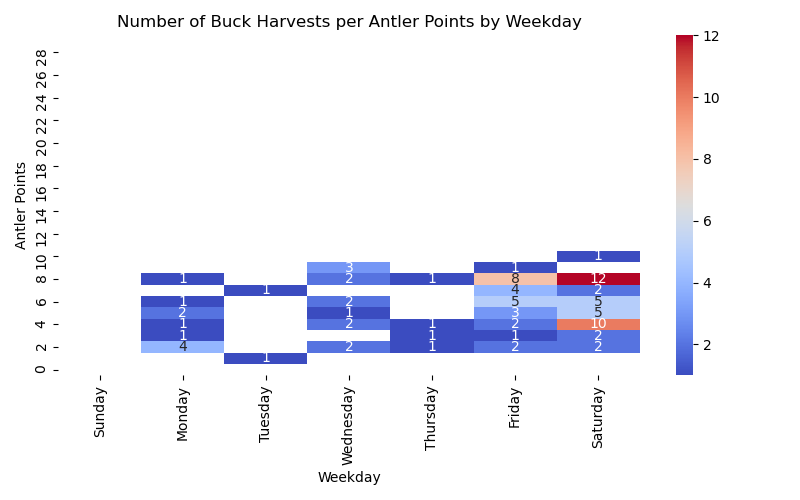 Number of Buck Harvests per Antler Points by Weekday
12
28
26
24
10
22
20
18
8
16
14
6
12
1
10
3 1
1 2 1 8 12
8
1 4 2
4
1 2 5 5
6
2 1 3 5
1 2 1 2 10
4
1 1 1 2
4 2 1 2 2
2
1
2
0
Antler Points
Sunday
Monday
Tuesday
Wednesday
Thursday
Friday
Saturday
Weekday